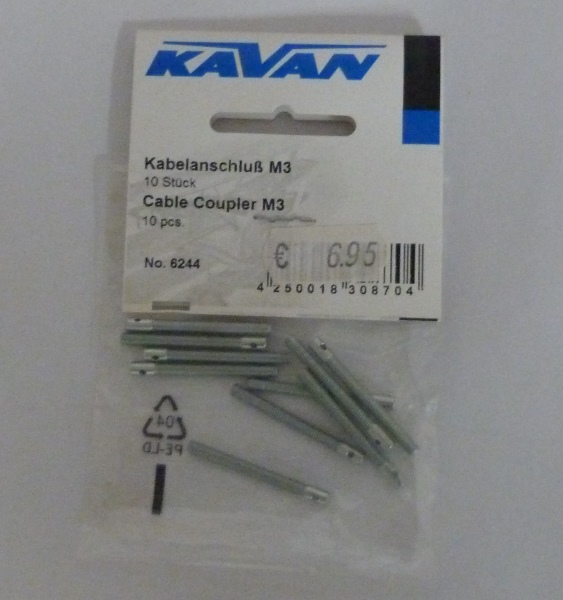 KAVAN
Kabelanschluß M3
10 Stück
Cable Coupler M3
10 pcs.
No. 6244
€ 6.95
4 250018 308704
04
PE-LD